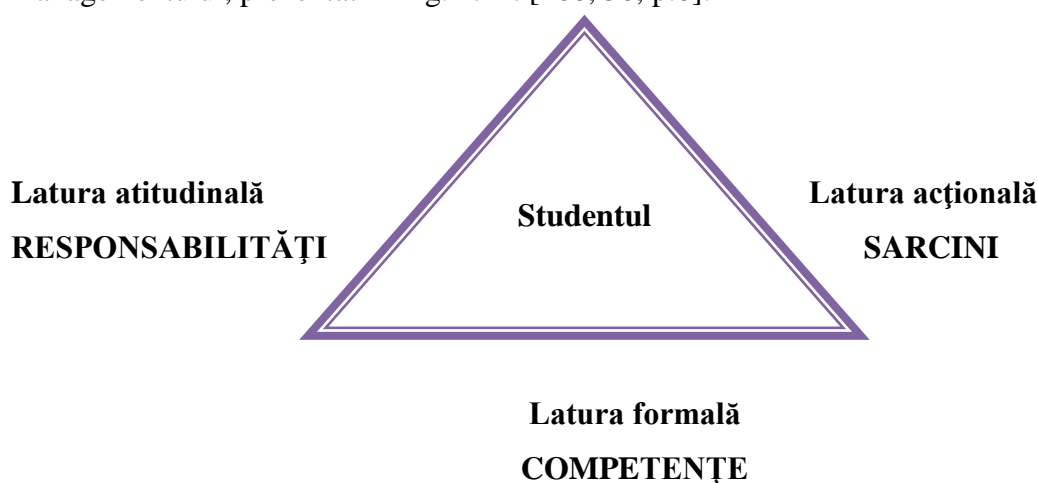 Latura atitudinală
RESPONSABILITĂŢI
Studentul
Latura acţională
SARCINI
Latura formală
COMPETENŢE